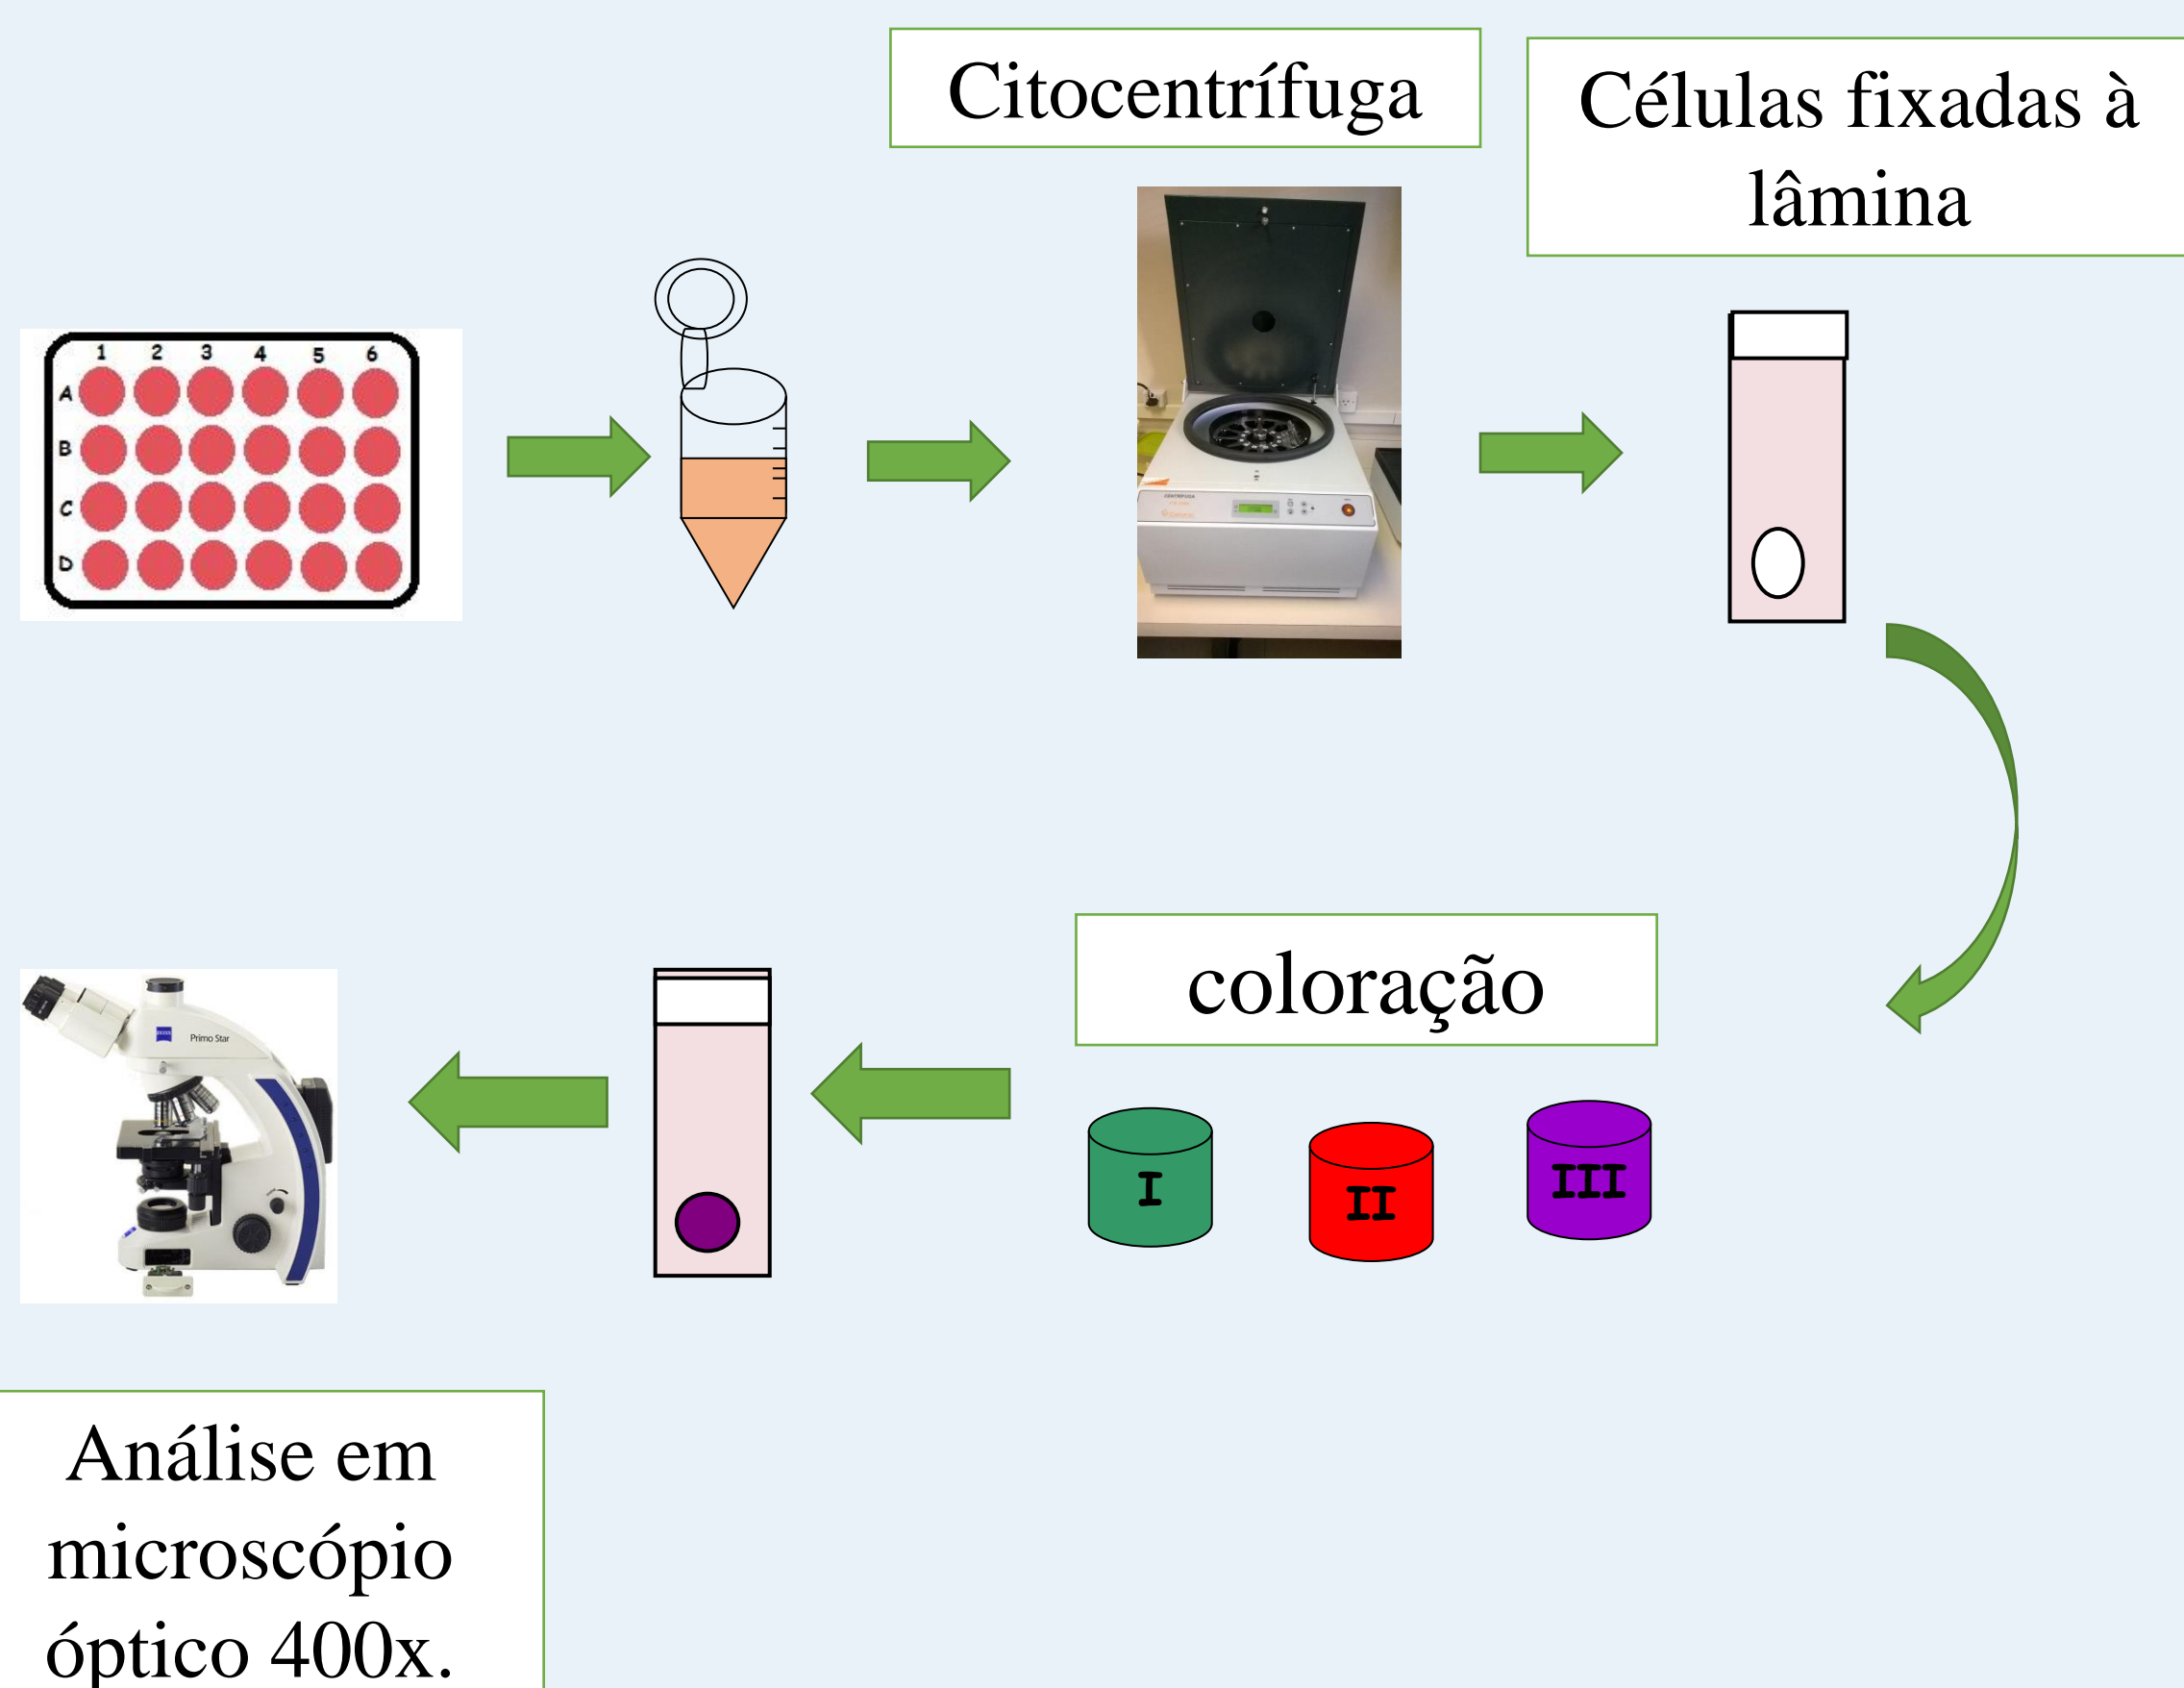 Citocentrífuga
Células fixadas à
lâmina
1 2 3 4 5 6
A
B
C
D
coloração
I
II
III
Primo Star
Análise em
microscópio
óptico 400x.